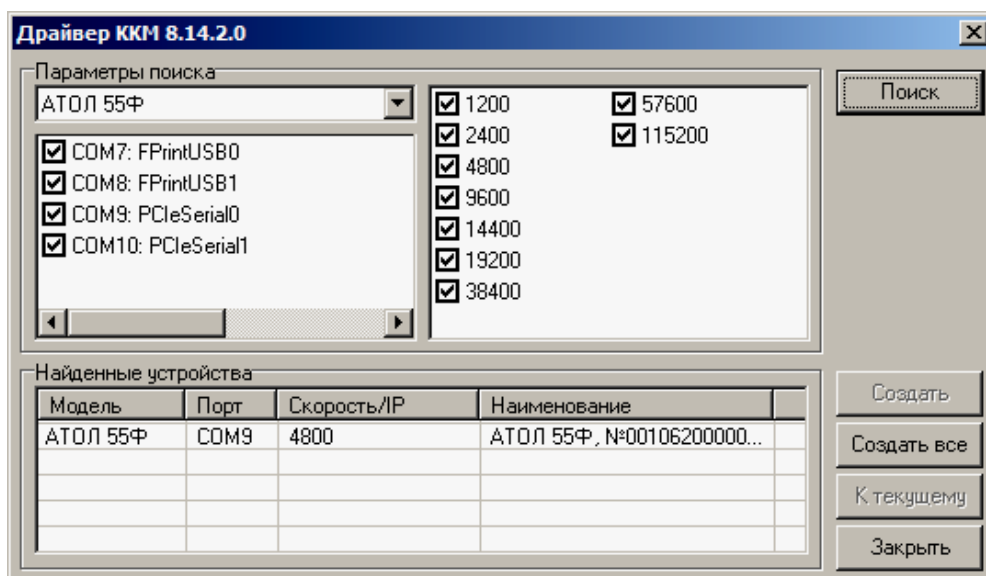 Драйвер ККМ 8.14.2.0
Параметры поиска
АТОЛ 55Ф
COM7: FPrintUSB0
COM8: FPrintUSB1
COM9: PCIeSerial0
COM10: PCIeSerial1
1200
2400
4800
9600
14400
19200
38400
57600
115200
Поиск
Найденные устройства
Модель Порт Скорость/IP Наименование
АТОЛ 55Ф COM9 4800 АТОЛ 55Ф, №00106200000...
Создать
Создать все
К текущему
Закрыть